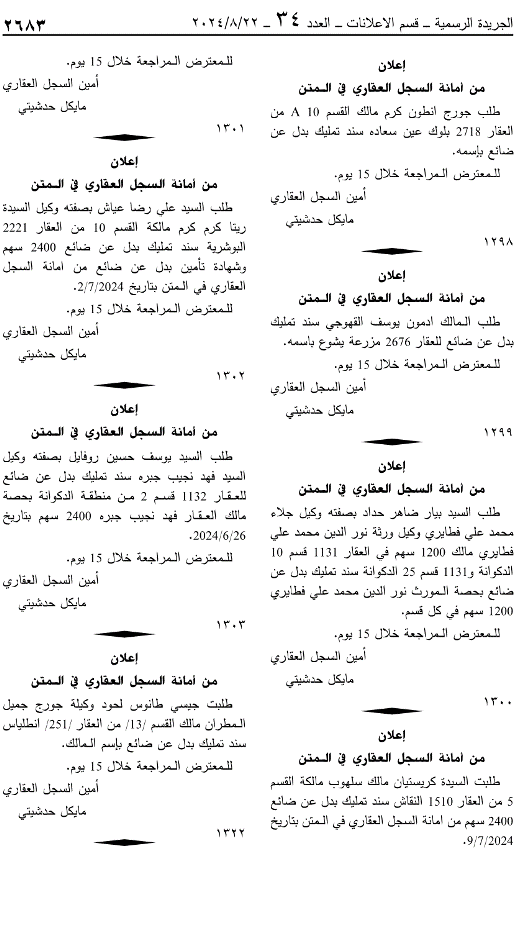 الجريدة الرسمية – قسم الاعلانات – العدد ٣٤ – ٢٠٢٤/٨/٢٢
٢٦٨٣
إعلان
من أمانة السجل العقاري في المتن
طلب جورج انطون كرم مالك القسم 10 A من
العقار 2718 بلوك عين سعاده سند تمليك بدل عن
ضائع بإسمه.
للمعترض المراجعة خلال 15 يوم.
أمين السجل العقاري
مايكل حدشيتي
١٢٩٨
إعلان
من أمانة السجل العقاري في المتن
طلب المالك ادمون يوسف القهوجي سند تمليك
بدل عن ضائع للعقار 2676 مزرعة يشوع باسمه.
للمعترض المراجعة خلال 15 يوم.
أمين السجل العقاري
مايكل حدشيتي
١٢٩٩
إعلان
من أمانة السجل العقاري في المتن
طلب السيد بيار ضاهر حداد بصفته وكيل جلاء
محمد علي فطايري وكيل ورثة نور الدين محمد علي
فطايري مالك 1200 سهم في العقار 1131 قسم 10
الدكوانة و1131 قسم 25 الدكوانة سند تمليك بدل عن
ضائع بحصة المورث نور الدين محمد علي فطايري
1200 سهم في كل قسم.
للمعترض المراجعة خلال 15 يوم.
أمين السجل العقاري
مايكل حدشيتي
١٣٠٠
إعلان
من أمانة السجل العقاري في المتن
طلبت السيدة كريستيان مالك سلهوب مالكة القسم
5 من العقار 1510 النقاش سند تمليك بدل عن ضائع
2400 سهم من امانة السجل العقاري في المتن بتاريخ
9/7/2024.
للمعترض المراجعة خلال 15 يوم.
أمين السجل العقاري
مايكل حدشيتي
١٣٠١
إعلان
من أمانة السجل العقاري في المتن
طلب السيد علي رضا عياش بصفته وكيل السيدة
ريتا كرم كرم مالكة القسم 10 من العقار 2221
البوشرية سند تمليك بدل عن ضائع 2400 سهم
وشهادة تأمين بدل عن ضائع من امانة السجل
العقاري في المتن بتاريخ 2/7/2024.
للمعترض المراجعة خلال 15 يوم.
أمين السجل العقاري
مايكل حدشيتي
١٣٠٢
إعلان
من أمانة السجل العقاري في المتن
طلب السيد يوسف حسين روفايل بصفته وكيل
السيد فهد نجيب جبره سند تمليك بدل عن ضائع
للعقار 1132 قسم 2 من منطقة الدكوانة بحصة
مالك العقار فهد نجيب جبره 2400 سهم بتاريخ
2024/6/26.
للمعترض المراجعة خلال 15 يوم.
أمين السجل العقاري
مايكل حدشيتي
١٣٠٣
إعلان
من أمانة السجل العقاري في المتن
طلبت جيسي طانوس لحود وكيلة جورج جميل
المطران مالك القسم /13/ من العقار /251/ انطلياس
سند تمليك بدل عن ضائع بإسم المالك.
للمعترض المراجعة خلال 15 يوم.
أمين السجل العقاري
مايكل حدشيتي
١٣٢٢